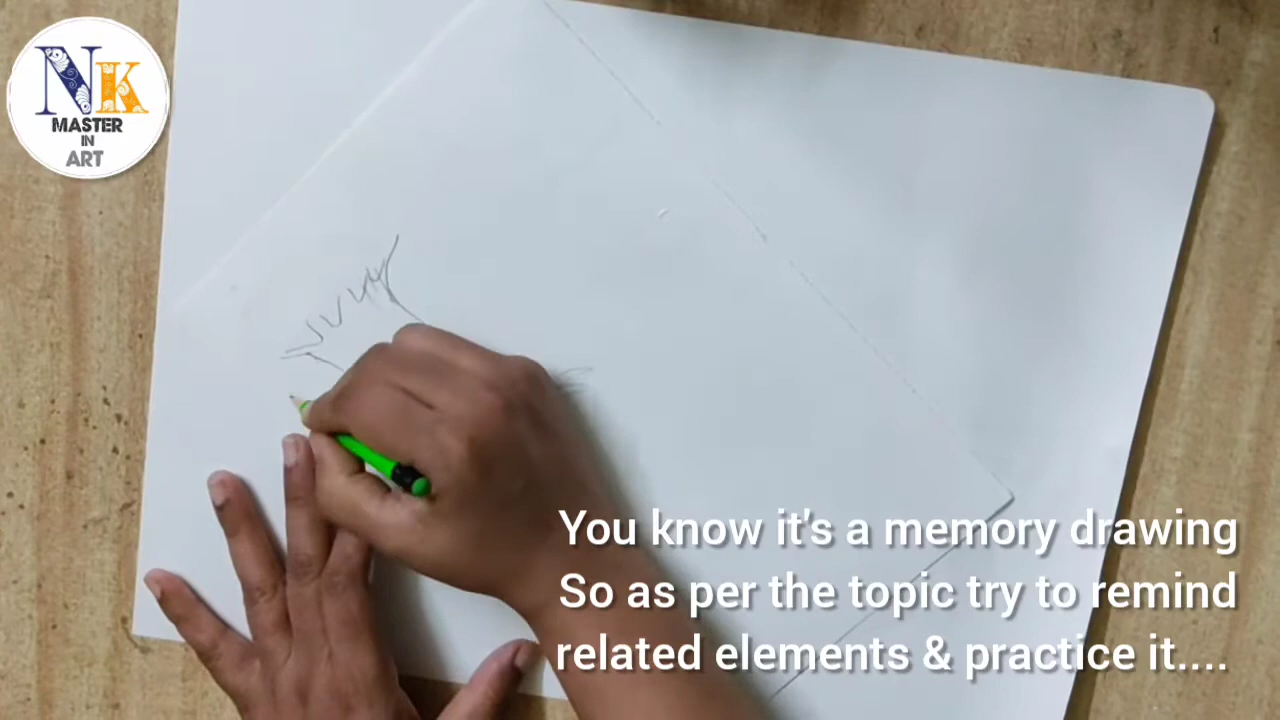 NK
MASTER
IN
ART
You know it's a memory drawing
So as per the topic try to remind
related elements & practice it....